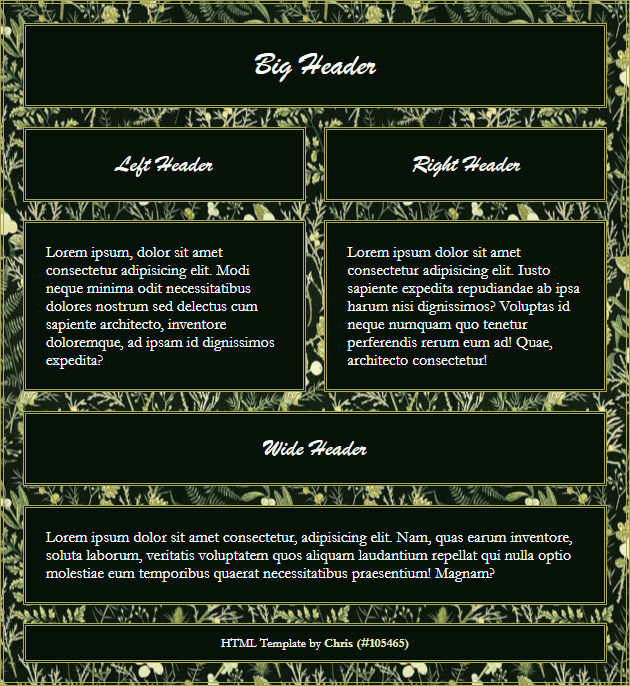 Big Header
Left Header
Right Header
Lorem ipsum, dolor sit amet
consectetur adipisicing elit. Modi
neque minima odit necessitatibus
dolores nostrum sed delectus cum
sapiente architecto, inventore
doloremque, ad ipsam id dignissimos
expedita?
Lorem ipsum dolor sit amet
consectetur adipisicing elit. Iusto
sapiente expedita repudiandae ab ipsa
harum nisi dignissimos? Voluptas id
neque numquam quo tenetur
perferendis rerum eum ad! Quae,
architecto consectetur!
Wide Header
Lorem ipsum dolor sit amet consectetur, adipisicing elit. Nam, quas earum inventore,
soluta laborum, veritatis voluptatem quos aliquam laudantium repellat qui nulla optio
molestiae eum temporibus quaerat necessitatibus praesentium! Magnam?
HTML Template by Chris (#105465)